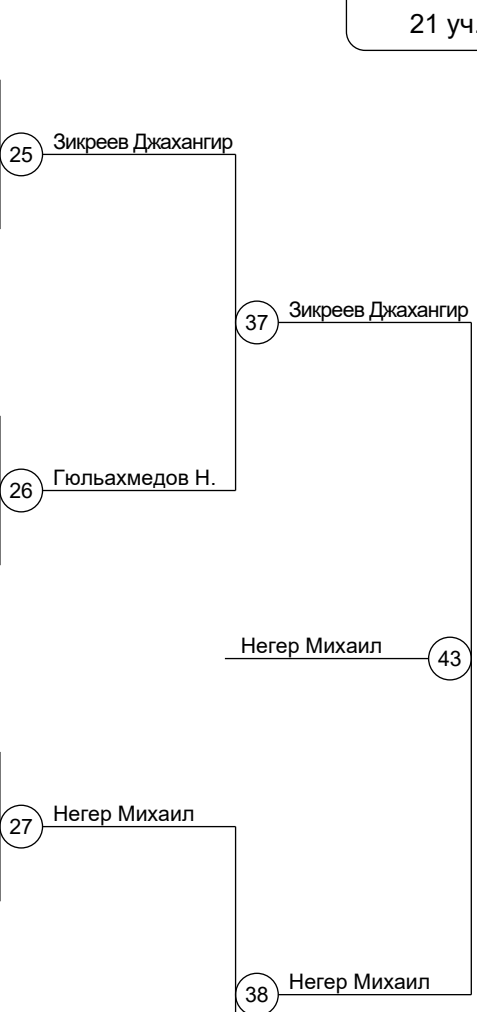 21 уч.
25 Зикреев Джахангир
37 Зикреев Джахангир
26 Гюльахмедов Н.
Негер Михаил 43
27 Негер Михаил
38 Негер Михаил